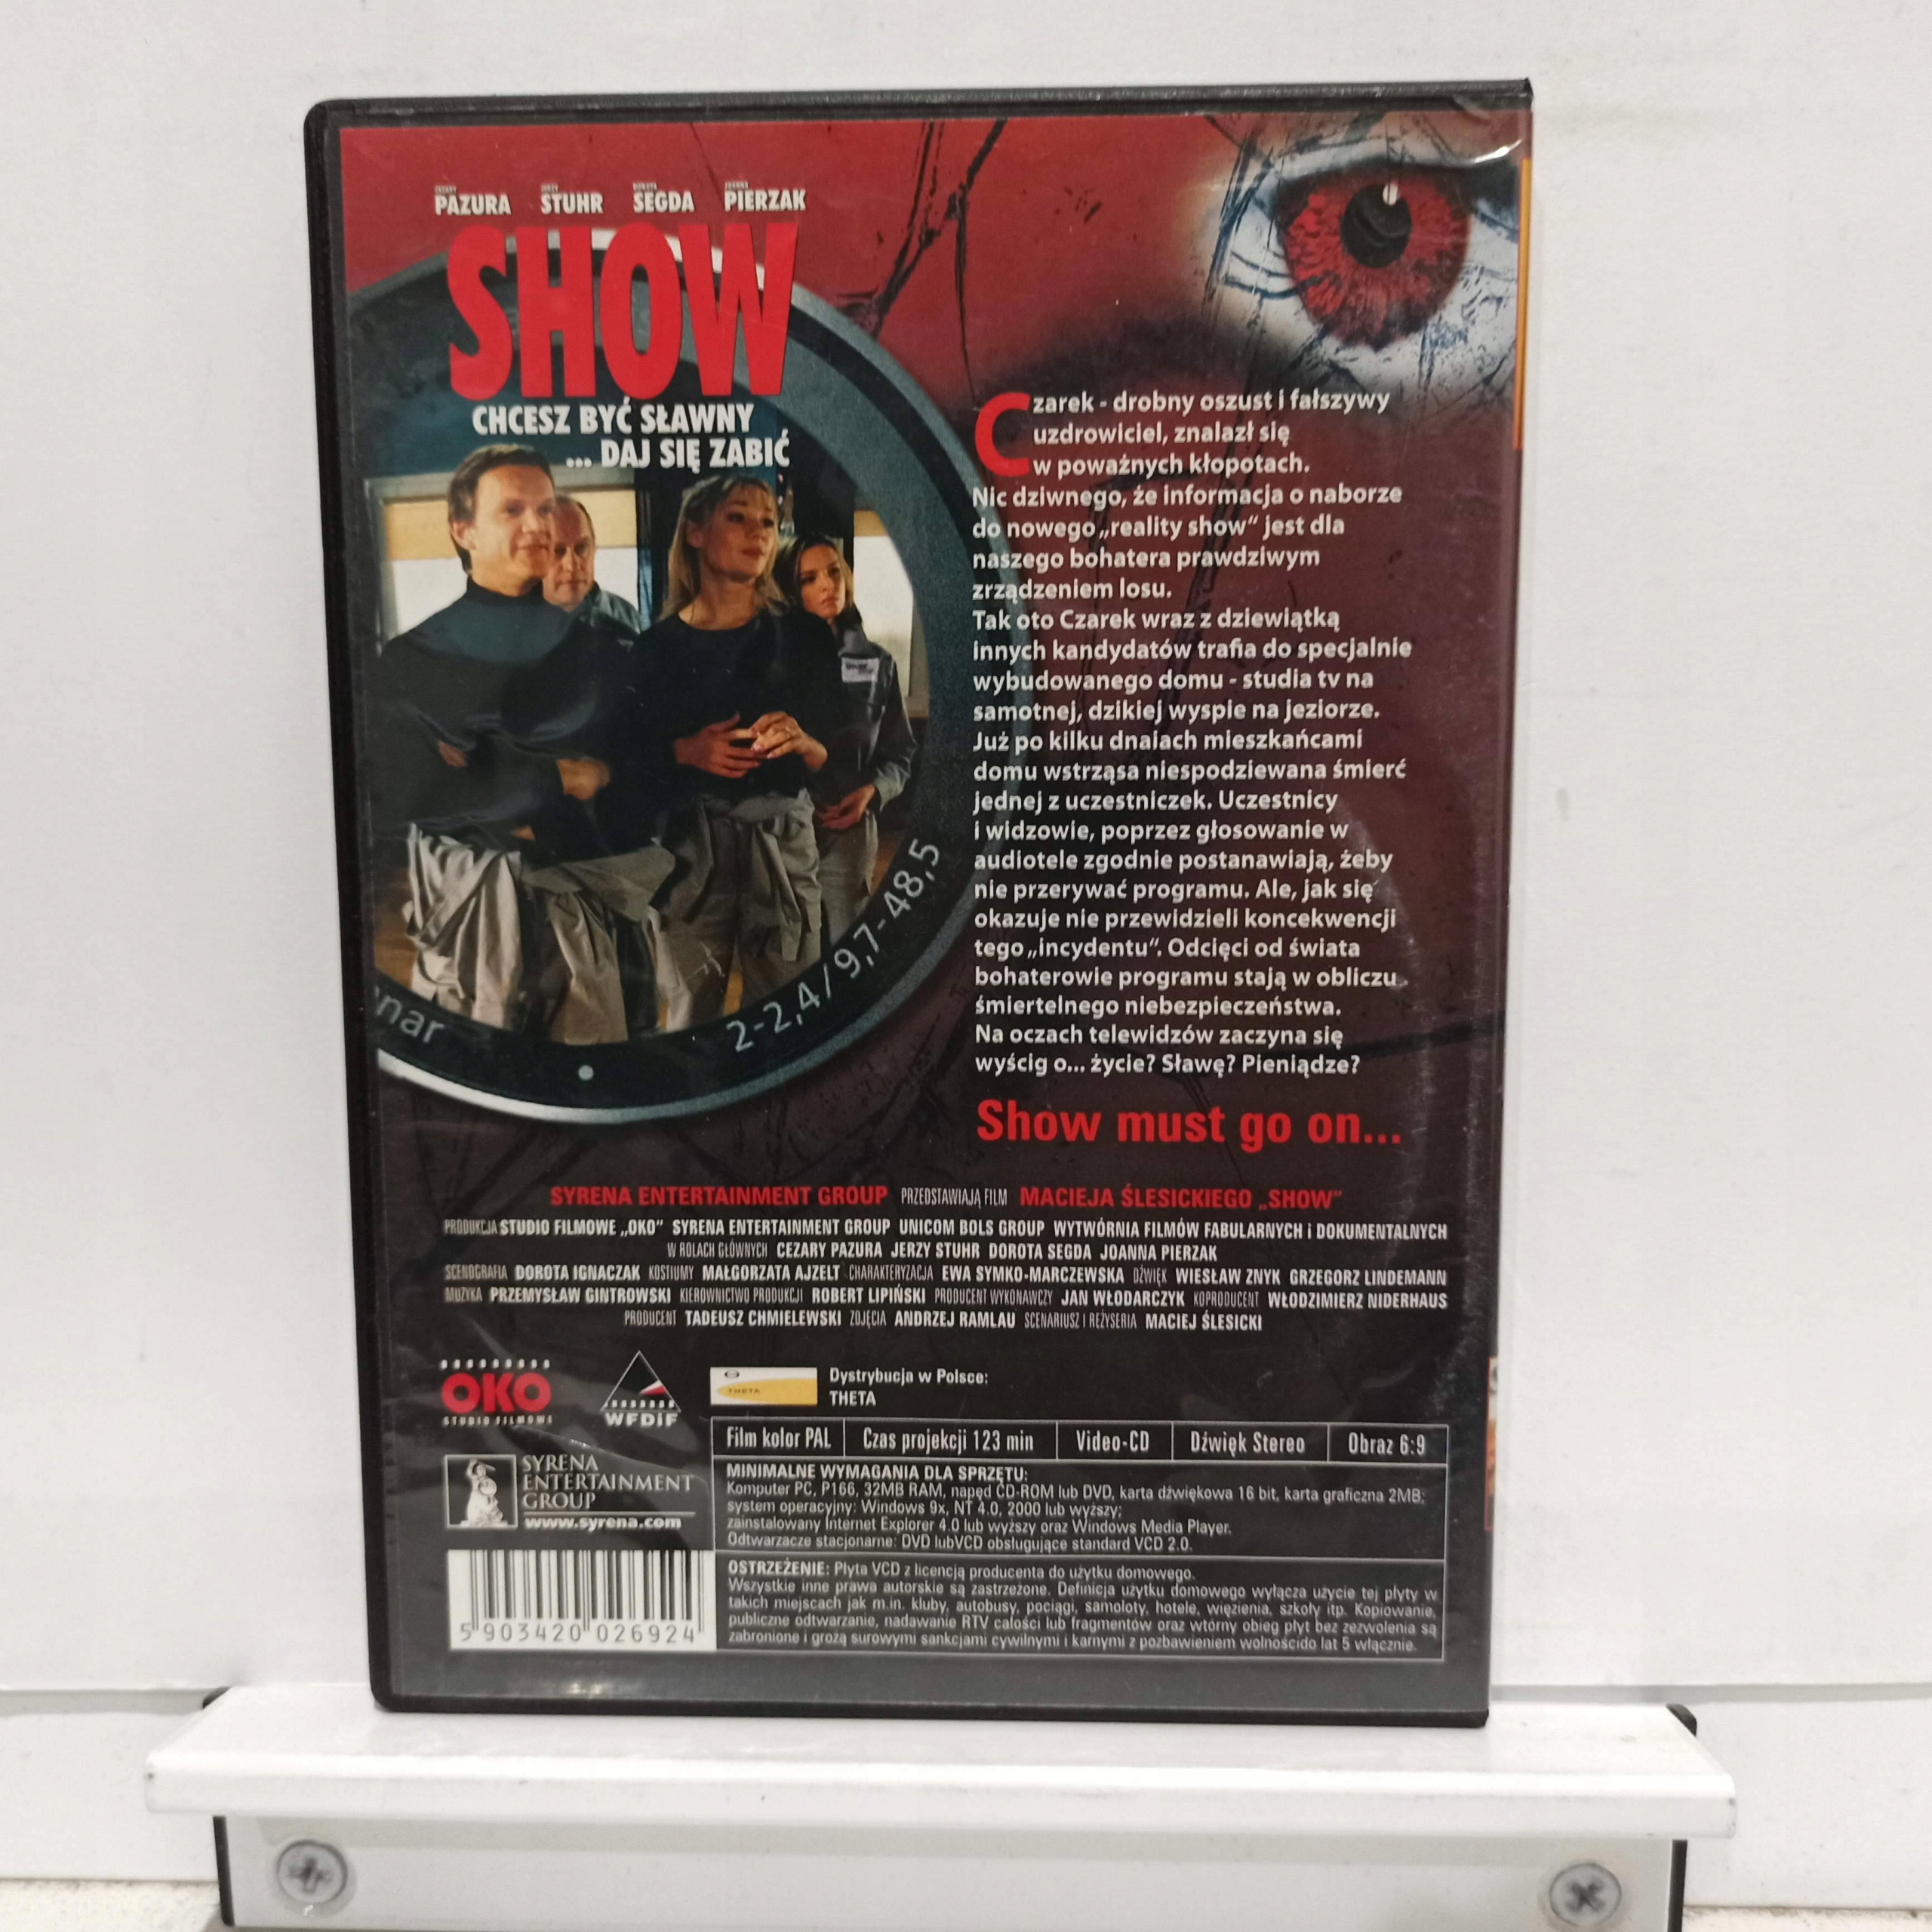 CEZARY PAZURA JERZY STUHR DOROTA SEGDA JOANNA PIERZAK
SHOW
CHCESZ BYĆ SŁAWNY
... DAJ SIĘ ZABIĆ
Czarek - drobny oszust i fałszywy
uzdrowiciel, znalazł się
w poważnych kłopotach.
Nic dziwnego, że informacja o naborze
do nowego „reality show“ jest dla
naszego bohatera prawdziwym
zrządzeniem losu.
Tak oto Czarek wraz z dziewiątką
innych kandydatów trafia do specjalnie
wybudowanego domu - studia tv na
samotnej, dzikiej wyspie na jeziorze.
Już po kilku dnaiach mieszkańcami
domu wstrząsa niespodziewana śmierć
jednej z uczestniczek. Uczestnicy
i widzowie, poprzez głosowanie w
audiotele zgodnie postanawiają, żeby
nie przerywać programu. Ale, jak się
okazuje nie przewidzieli koncekwencji
tego „incydentu“. Odcięci od świata
bohaterowie programu stają w obliczu
śmiertelnego niebezpieczeństwa.
Na oczach telewidzów zaczyna się
wyścig o... życie? Sławę? Pieniądze?
Show must go on...
nar
2-2,4/9,7-48,5
SYRENA ENTERTAINMENT GROUP PRZEDSTAWIAJĄ FILM MACIEJA ŚLESICKIEGO „SHOW”
PRODUKCJA STUDIO FILMOWE „OKO” SYRENA ENTERTAINMENT GROUP UNICOM BOLS GROUP WYTWÓRNIA FILMÓW FABULARNYCH i DOKUMENTALNYCH
W ROLACH GŁÓWNYCH CEZARY PAZURA JERZY STUHR DOROTA SEGDA JOANNA PIERZAK
SCENOGRAFIA DOROTA IGNACZAK KOSTIUMY MAŁGORZATA AJZELT CHARAKTERYZACJA EWA SYMKO-MARCZEWSKA DŹWIĘK WIESŁAW ZNYK GRZEGORZ LINDEMANN
MUZYKA PRZEMYSŁAW GINTROWSKI KIEROWNICTWO PRODUKCJI ROBERT LIPIŃSKI PRODUCENT WYKONAWCZY JAN WŁODARCZYK KOPRODUCENT WŁODZIMIERZ NIDERHAUS
PRODUCENT TADEUSZ CHMIELEWSKI ZDJĘCIA ANDRZEJ RAMLAU SCENARIUSZ I REŻYSERIA MACIEJ ŚLESICKI
OKO
STUDIO FILMOWE
WFDiF
THETA
Dystrybucja w Polsce:
THETA
Film kolor PAL Czas projekcji 123 min Video-CD Dźwięk Stereo Obraz 6:9
SYRENA
ENTERTAINMENT
GROUP
www.syrena.com
MINIMALNE WYMAGANIA DLA SPRZĘTU:
Komputer PC, P166, 32MB RAM, napęd CD-ROM lub DVD, karta dźwiękowa 16 bit, karta graficzna 2MB;
system operacyjny: Windows 9x, NT 4.0, 2000 lub wyższy;
zainstalowany Internet Explorer 4.0 lub wyższy oraz Windows Media Player.
Odtwarzacze stacjonarne: DVD lubVCD obsługujące standard VCD 2.0.
OSTRZEŻENIE: Płyta VCD z licencją producenta do użytku domowego.
Wszystkie inne prawa autorskie są zastrzeżone. Definicja użytku domowego wyłącza użycie tej płyty w
takich miejscach jak m.in. kluby, autobusy, pociągi, samoloty, hotele, więzienia, szkoły itp. Kopiowanie,
publiczne odtwarzanie, nadawanie RTV całości lub fragmentów oraz wtórny obieg płyt bez zezwolenia są
zabronione i grożą surowymi sankcjami cywilnymi i karnymi z pozbawieniem wolnoścido lat 5 włącznie.
5 903420 026924